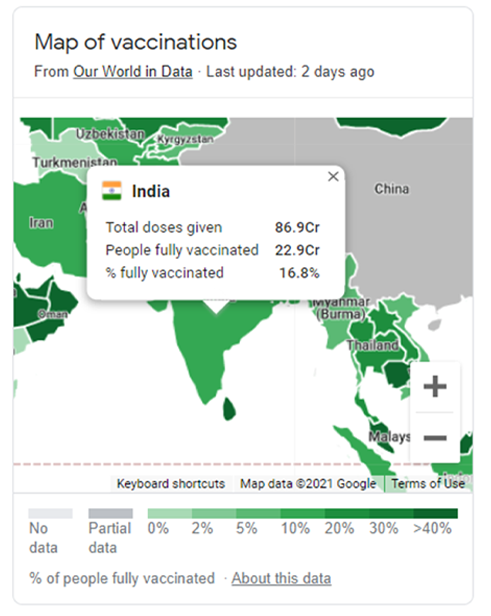 Map of vaccinations
From Our World in Data · Last updated: 2 days ago
Uzbekistan
Kyrgyzstan
Turkmenistan
China
India
Iran
Total doses given 86.9Cr
People fully vaccinated 22.9Cr
% fully vaccinated 16.8%
Oman
Myanmar
(Burma)
Thailand
Malays
Keyboard shortcuts Map data ©2021 Google Terms of Use
No data
Partial data
0% 2% 5% 10% 20% 30% >40%
% of people fully vaccinated · About this data